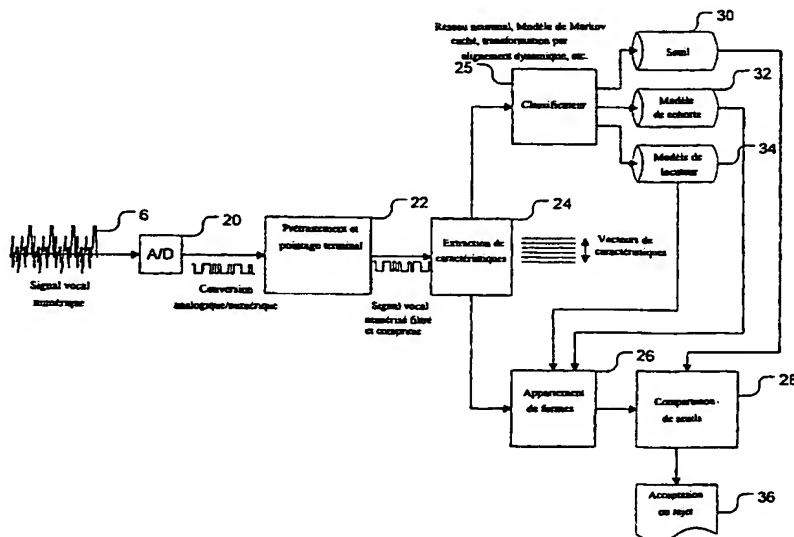 Réseau neuronal, Modèle de Markov
caché, transformation par
alignement dynamique, etc.
30
Seuil
25
Classificateur
32
Modèle
de cohorte
Modèle de
locuteur
34
6
20
22
24
A/D
Prétraitement et
pointage terminal
Extraction de
caractéristiques
Vecteurs de
caractéristiques
Signal vocal
numérique
Conversion
analogique/numérique
Signal vocal
numérisé filtré
et comprimé
26
28
Appariement
de formes
Comparaison
de seuils
Acceptation
ou rejet
36